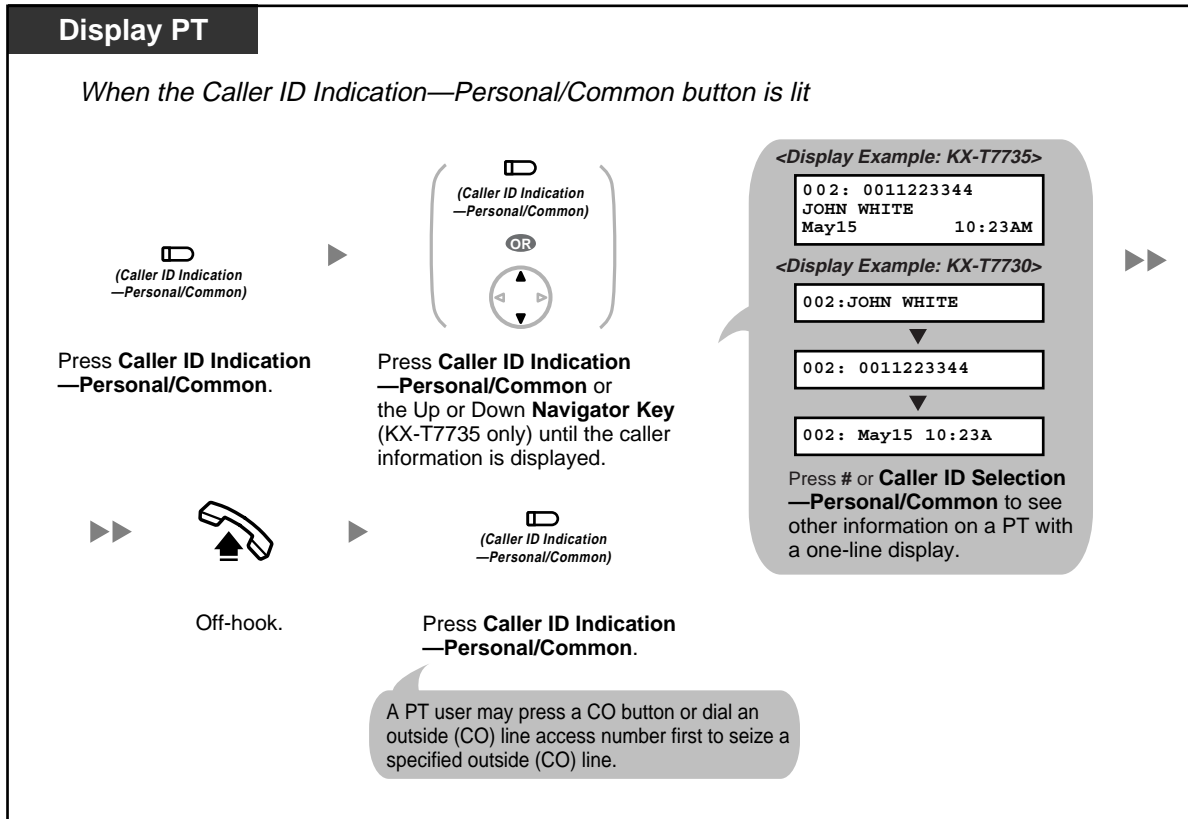 Display PT
When the Caller ID Indication—Personal/Common button is lit
(Caller ID Indication
—Personal/Common)
Press Caller ID Indication
—Personal/Common.
(Caller ID Indication
—Personal/Common)
OR
Press Caller ID Indication
—Personal/Common or
the Up or Down Navigator Key
(KX-T7735 only) until the caller
information is displayed.
<Display Example: KX-T7735>
002: 0011223344
JOHN WHITE
May15 10:23AM
<Display Example: KX-T7730>
002:JOHN WHITE
002: 0011223344
002: May15 10:23A
Press # or Caller ID Selection
—Personal/Common to see
other information on a PT with
a one-line display.
Off-hook.
(Caller ID Indication
—Personal/Common)
Press Caller ID Indication
—Personal/Common.
A PT user may press a CO button or dial an
outside (CO) line access number first to seize a
specified outside (CO) line.